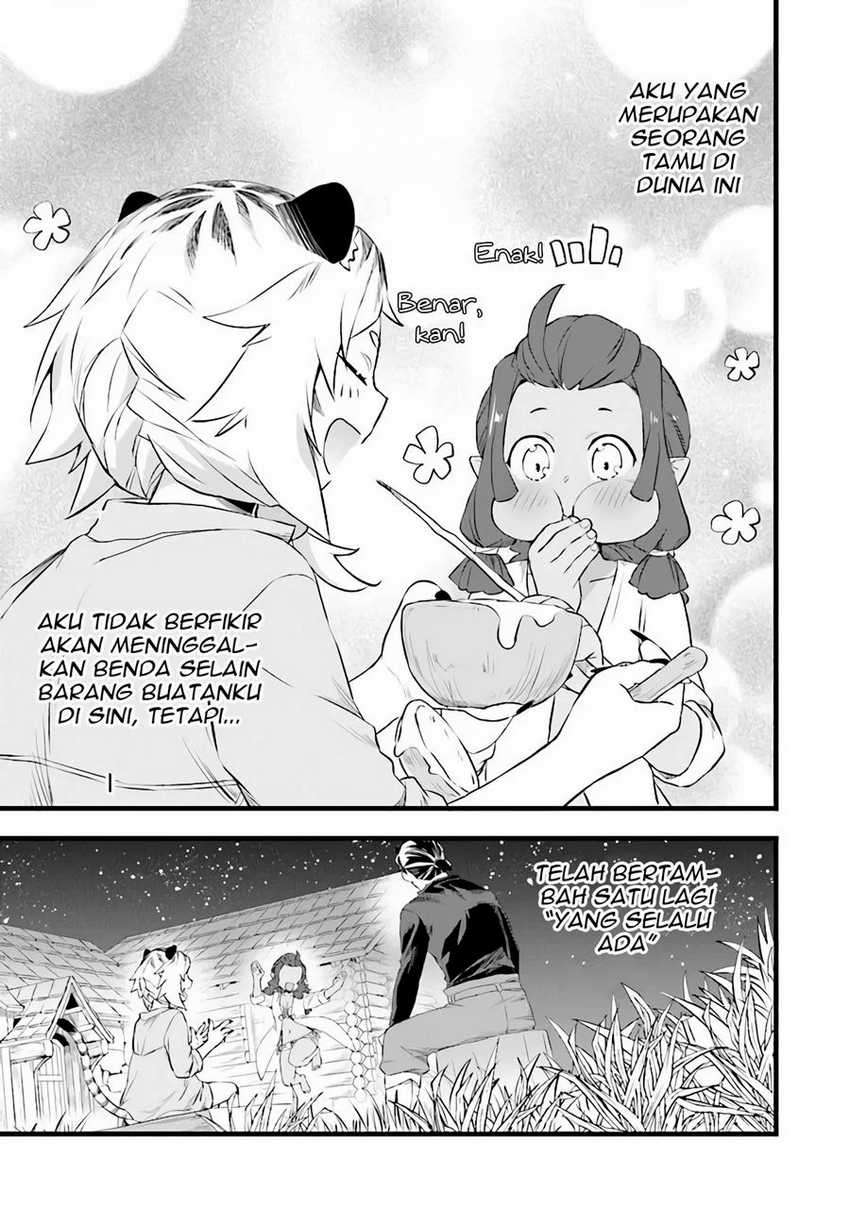 AKU YANG
MERUPAKAN
SEORANG
TAMU DI
DUNIA INI
Enak!
Benar,
kan!
AKU TIDAK BERFIKIR
AKAN MENINGGAL-
KAN BENDA SELAIN
BARANG BUATANKU
DI SINI, TETAPI...
TELAH BERTAM-
BAH SATU LAGI
"YANG SELALU
ADA"